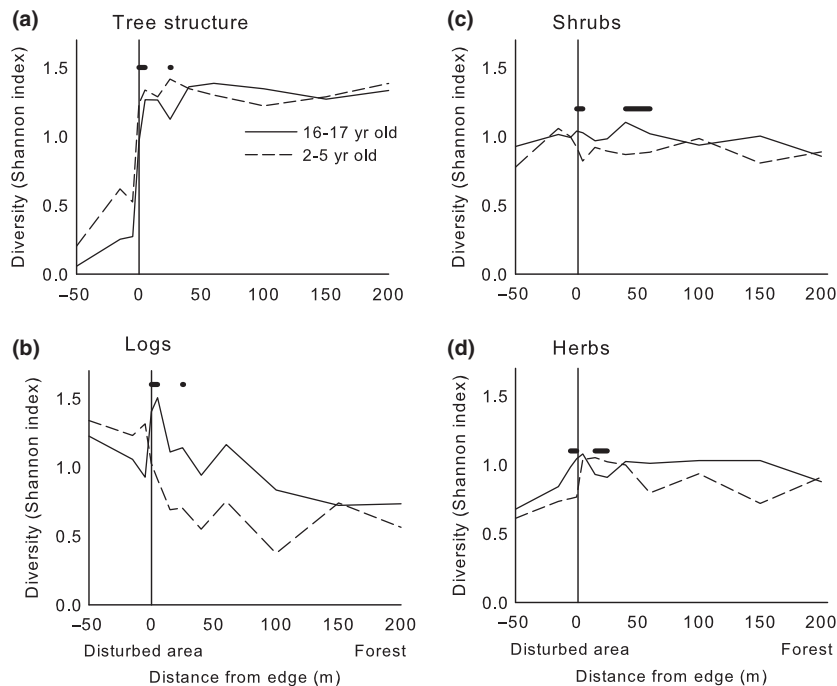 (a) Tree structure
Diversity (Shannon index)
1.5
1.0
0.5
0.0
–50 0 50 100 150 200
16-17 yr old
2-5 yr old
(c) Shrubs
Diversity (Shannon index)
1.5
1.0
0.5
0.0
–50 0 50 100 150 200
(b) Logs
Diversity (Shannon index)
1.5
1.0
0.5
0.0
–50 0 50 100 150 200
Disturbed area Forest
Distance from edge (m)
(d) Herbs
Diversity (Shannon index)
1.5
1.0
0.5
0.0
–50 0 50 100 150 200
Disturbed area Forest
Distance from edge (m)